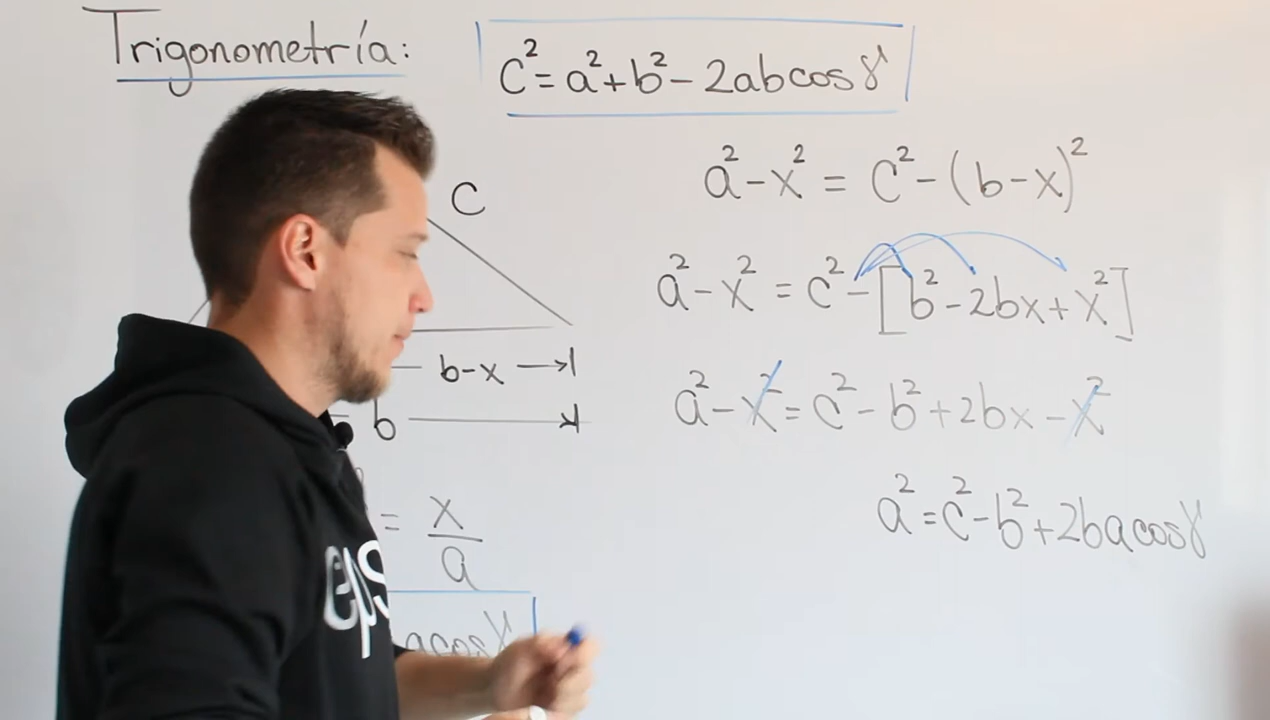 Trigonometría:
c² = a² + b² - 2ab cos γ
a² - x² = c² - (b - x)²
c
a² - x² = c² - [b² - 2bx + x²]
b-x
a² - x² = c² - b² + 2bx - x²
b
a² = c² - b² + 2ba cos γ
= x/a
eps
a cos γ